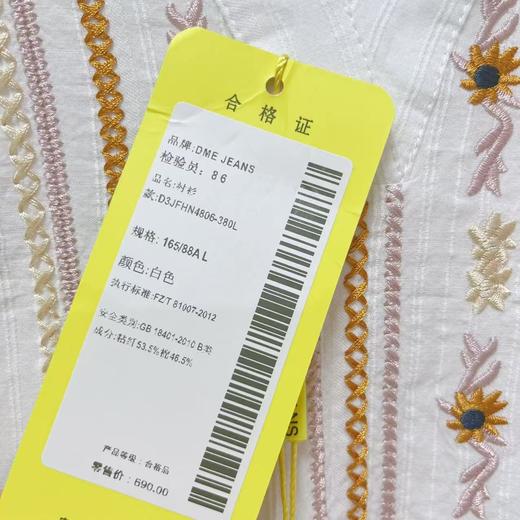 合格证
品牌:DME JEANS
检验员: 86
品名:衬衫
款:D3JFHN4806-380L
规格: 165/88A L
颜色:白色
执行标准:FZ/T 81007-2012
安全类别:GB 18401-2010 B类
成分:粘纤53.5%棉46.5%
产品等级: 合格品
零售价: 690.00